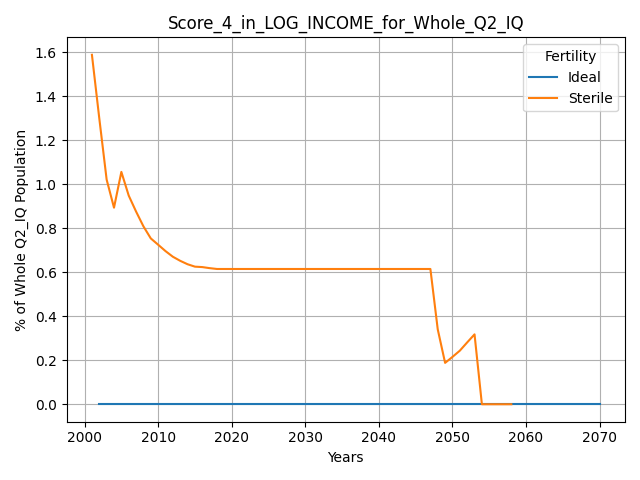 Score_4_in_LOG_INCOME_for_Whole_Q2_IQ
% of Whole Q2_IQ Population
1.6
1.4
1.2
1.0
0.8
0.6
0.4
0.2
0.0
Fertility
Ideal
Sterile
2000 2010 2020 2030 2040 2050 2060 2070
Years